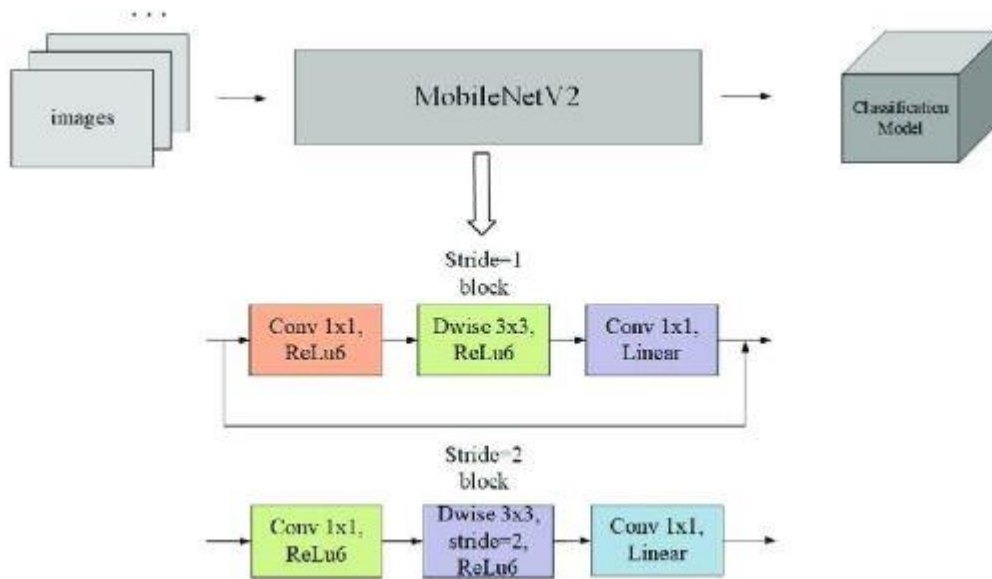 . . .
images
MobileNetV2
Classification
Model
Stride=1
block
Conv 1x1,
ReLu6
Dwise 3x3,
ReLu6
Conv 1x1,
Linear
Stride=2
block
Conv 1x1,
ReLu6
Dwise 3x3,
stride=2,
ReLu6
Conv 1x1,
Linear